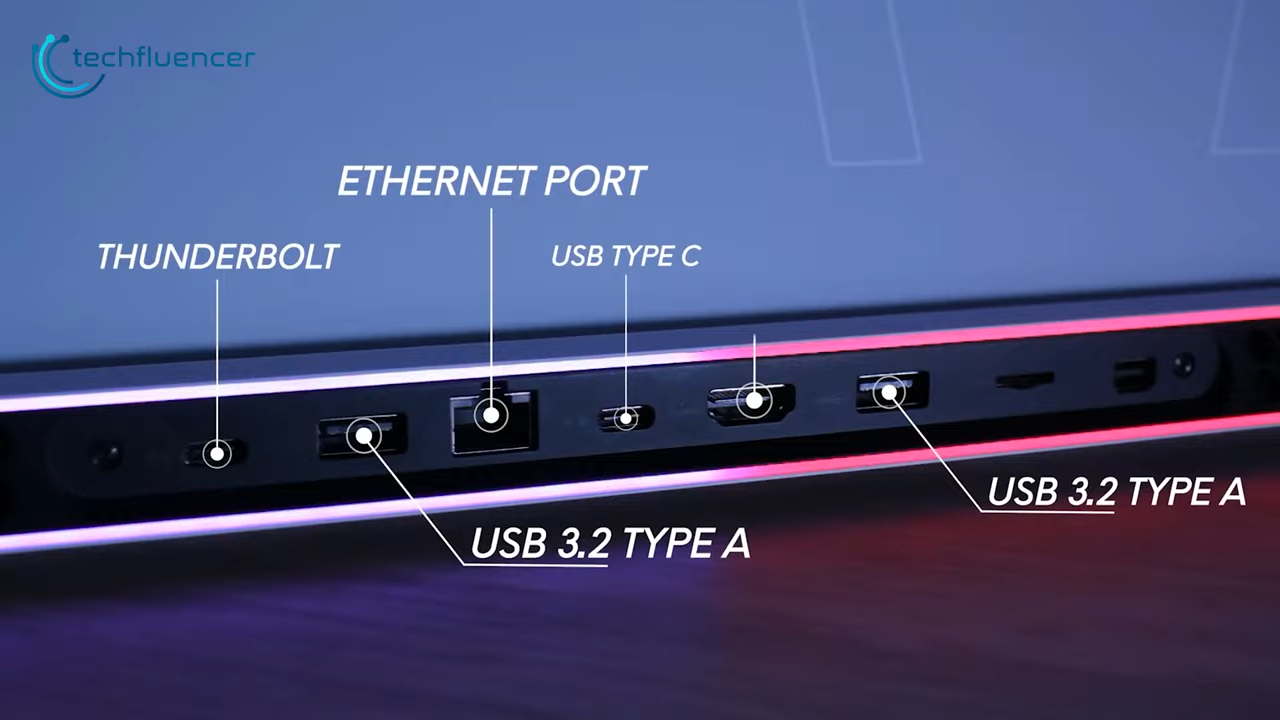 techfluencer
ETHERNET PORT
THUNDERBOLT
USB TYPE C
USB 3.2 TYPE A
USB 3.2 TYPE A